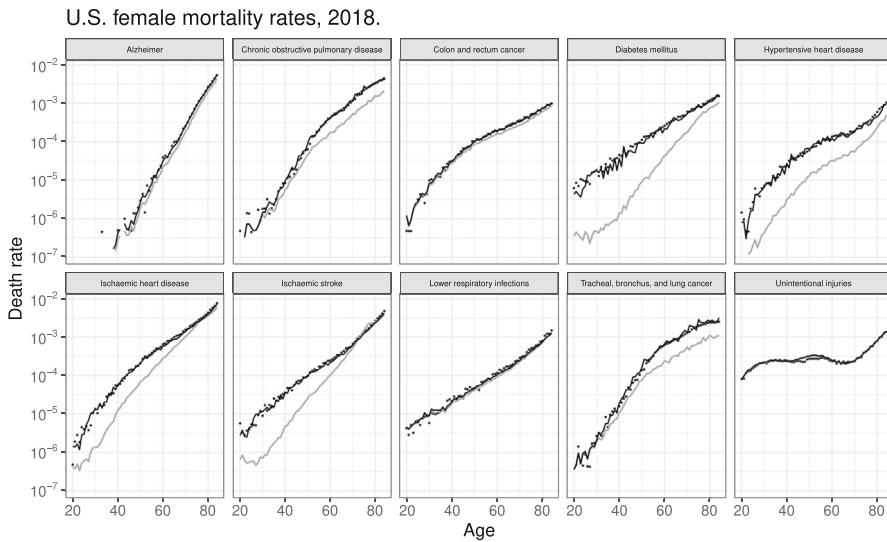 U.S. female mortality rates, 2018.
Alzheimer
Chronic obstructive pulmonary disease
Colon and rectum cancer
Diabetes mellitus
Hypertensive heart disease
10⁻²
10⁻³
10⁻⁴
10⁻⁵
10⁻⁶
10⁻⁷
Death rate
Ischaemic heart disease
Ischaemic stroke
Lower respiratory infections
Tracheal, bronchus, and lung cancer
Unintentional injuries
10⁻²
10⁻³
10⁻⁴
10⁻⁵
10⁻⁶
10⁻⁷
20 40 60 80 20 40 60 80 20 40 60 80 20 40 60 80 20 40 60 80
Age